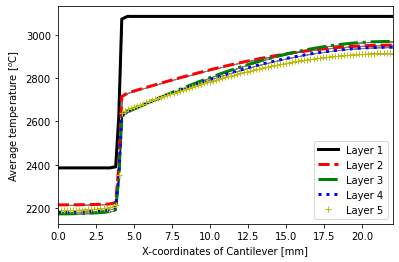 3000
2800
2600
2400
2200
Average temperature [°C]
0.0 2.5 5.0 7.5 10.0 12.5 15.0 17.5 20.0
X-coordinates of Cantilever [mm]
Layer 1
Layer 2
Layer 3
Layer 4
Layer 5